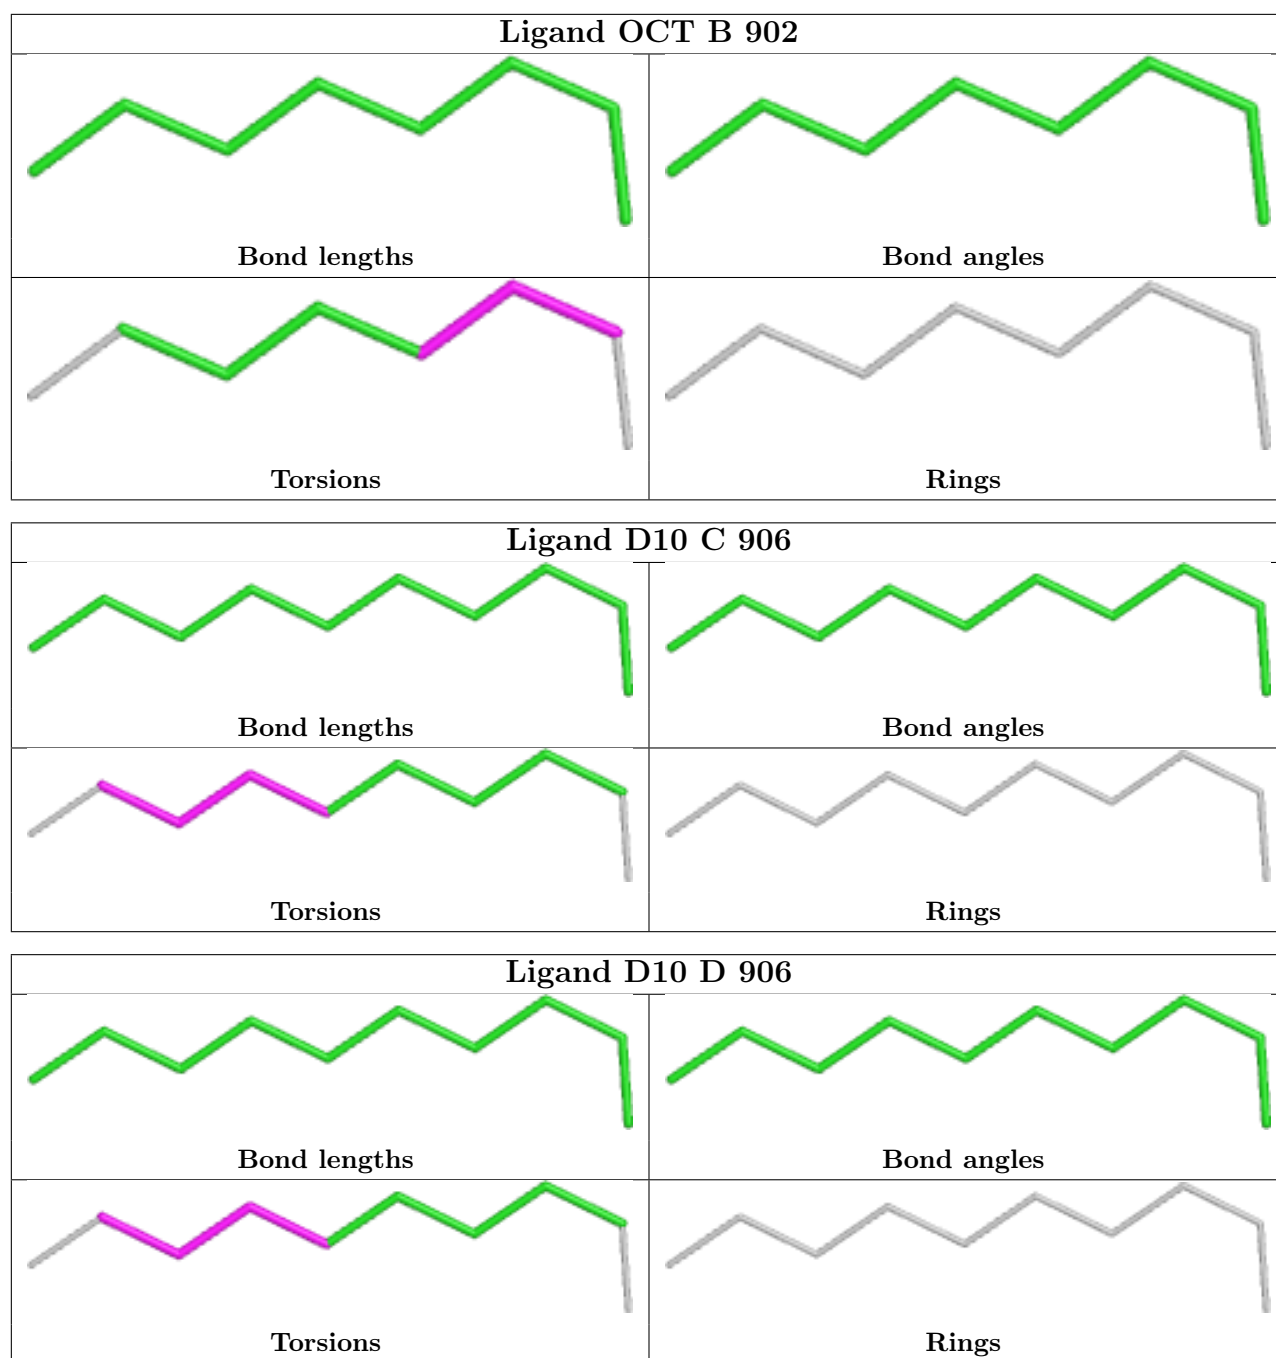 Ligand OCT B 902
Bond lengths
Bond angles
Torsions
Rings
Ligand D10 C 906
Bond lengths
Bond angles
Torsions
Rings
Ligand D10 D 906
Bond lengths
Bond angles
Torsions
Rings